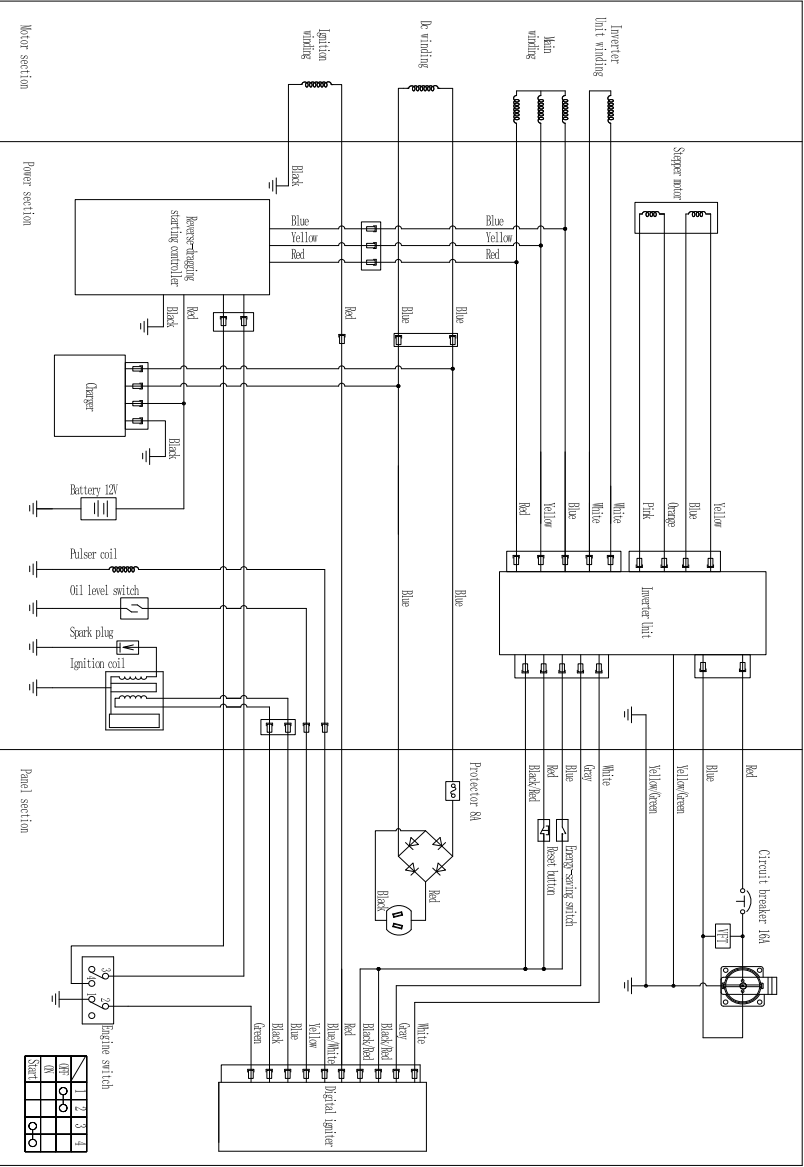 Motor section
Ignition
winding
Dc winding
Main
winding
Inverter
Unit winding
Power section
Black
Reverse-dragging
starting controller
Blue
Yellow
Red
Blue
Yellow
Red
Stepper motor
Red
Black
Red
Blue
Blue
Charger
Black
Battery 12V
Red
Yellow
Blue
White
White
Pink
Orange
Blue
Yellow
Pulser coil
Oil level switch
Spark plug
Ignition coil
Blue
Blue
Inverter Unit
Panel section
Protector 8A
Black/Red
Red
Blue
Gray
White
Yellow/Green
Yellow/Green
Blue
Red
Reset button
Energy-saving switch
Circuit breaker 16A
VFT
Black
Red
3
4
1
2
Engine switch
Green
Black
Blue
Yellow
Blue/White
Red
Black/Red
Black/Red
Gray
White
Digital igniter
1 2 3 4
OFF
ON
Start